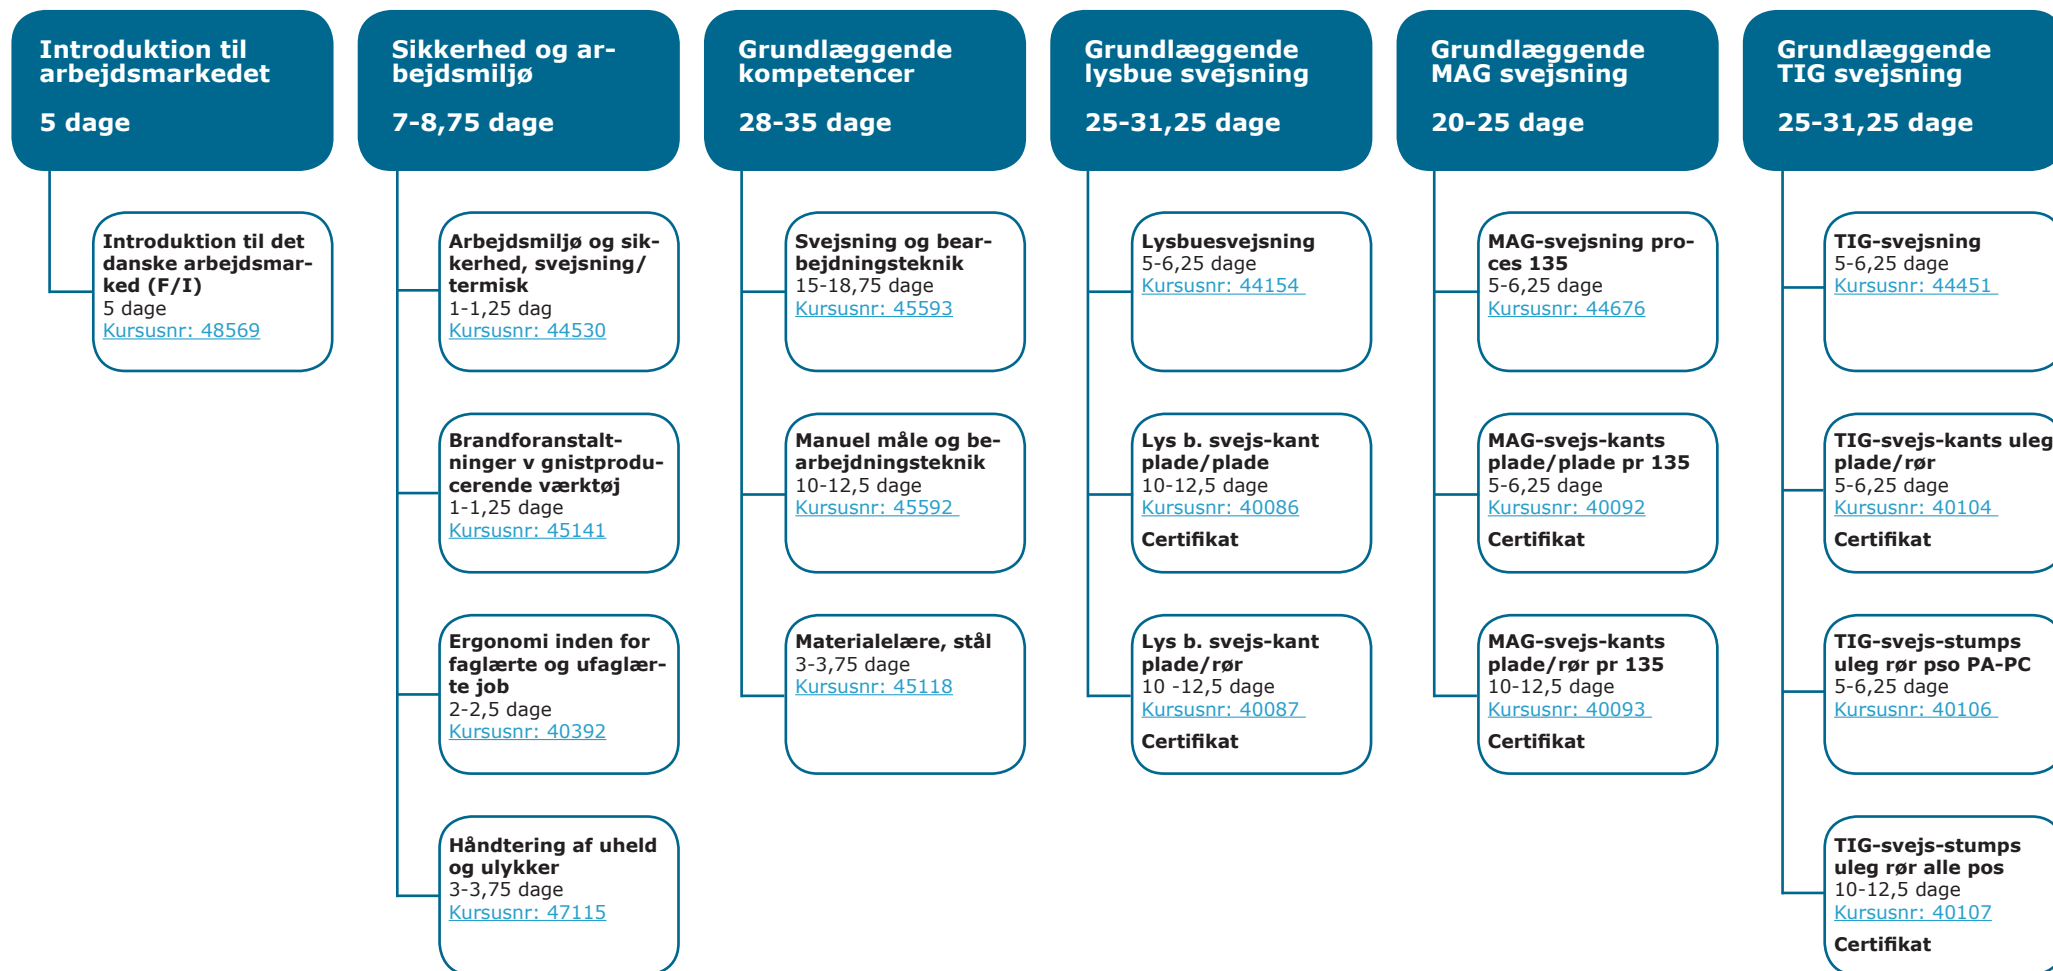 Introduktion til
arbejdsmarkedet
5 dage
Introduktion til det
danske arbejdsmar-
ked (F/I)
5 dage
Kursusnr: 48569
Sikkerhed og ar-
bejdsmiljø
7-8,75 dage
Arbejdsmiljø og sik-
kerhed, svejsning/
termisk
1-1,25 dag
Kursusnr: 44530
Brandforanstalt-
ninger v gnistprodu-
cerende værktøj
1-1,25 dage
Kursusnr: 45141
Ergonomi inden for
faglærte og ufaglær-
te job
2-2,5 dage
Kursusnr: 40392
Håndtering af uheld
og ulykker
3-3,75 dage
Kursusnr: 47115
Grundlæggende
kompetencer
28-35 dage
Svejsning og bear-
bejdningsteknik
15-18,75 dage
Kursusnr: 45593
Manuel måle og be-
arbejdningsteknik
10-12,5 dage
Kursusnr: 45592
Materialelære, stål
3-3,75 dage
Kursusnr: 45118
Grundlæggende
lysbue svejsning
25-31,25 dage
Lysbuesvejsning
5-6,25 dage
Kursusnr: 44154
Lys b. svejs-kant
plade/plade
10-12,5 dage
Kursusnr: 40086
Certifikat
Lys b. svejs-kant
plade/rør
10 -12,5 dage
Kursusnr: 40087
Certifikat
Grundlæggende
MAG svejsning
20-25 dage
MAG-svejsning pro-
ces 135
5-6,25 dage
Kursusnr: 44676
MAG-svejs-kants
plade/plade pr 135
5-6,25 dage
Kursusnr: 40092
Certifikat
MAG-svejs-kants
plade/rør pr 135
10-12,5 dage
Kursusnr: 40093
Certifikat
Grundlæggende
TIG svejsning
25-31,25 dage
TIG-svejsning
5-6,25 dage
Kursusnr: 44451
TIG-svejs-kants uleg
plade/rør
5-6,25 dage
Kursusnr: 40104
Certifikat
TIG-svejs-stumps
uleg rør pso PA-PC
5-6,25 dage
Kursusnr: 40106
TIG-svejs-stumps
uleg rør alle pos
10-12,5 dage
Kursusnr: 40107
Certifikat